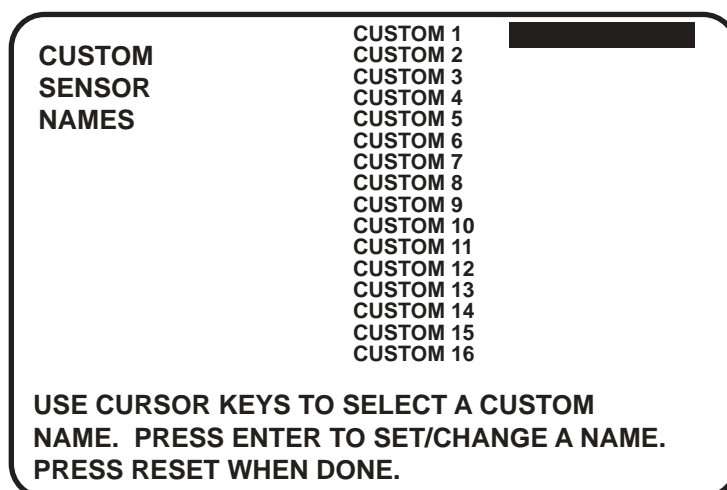 CUSTOM
SENSOR
NAMES
CUSTOM 1
CUSTOM 2
CUSTOM 3
CUSTOM 4
CUSTOM 5
CUSTOM 6
CUSTOM 7
CUSTOM 8
CUSTOM 9
CUSTOM 10
CUSTOM 11
CUSTOM 12
CUSTOM 13
CUSTOM 14
CUSTOM 15
CUSTOM 16
USE CURSOR KEYS TO SELECT A CUSTOM
NAME. PRESS ENTER TO SET/CHANGE A NAME.
PRESS RESET WHEN DONE.